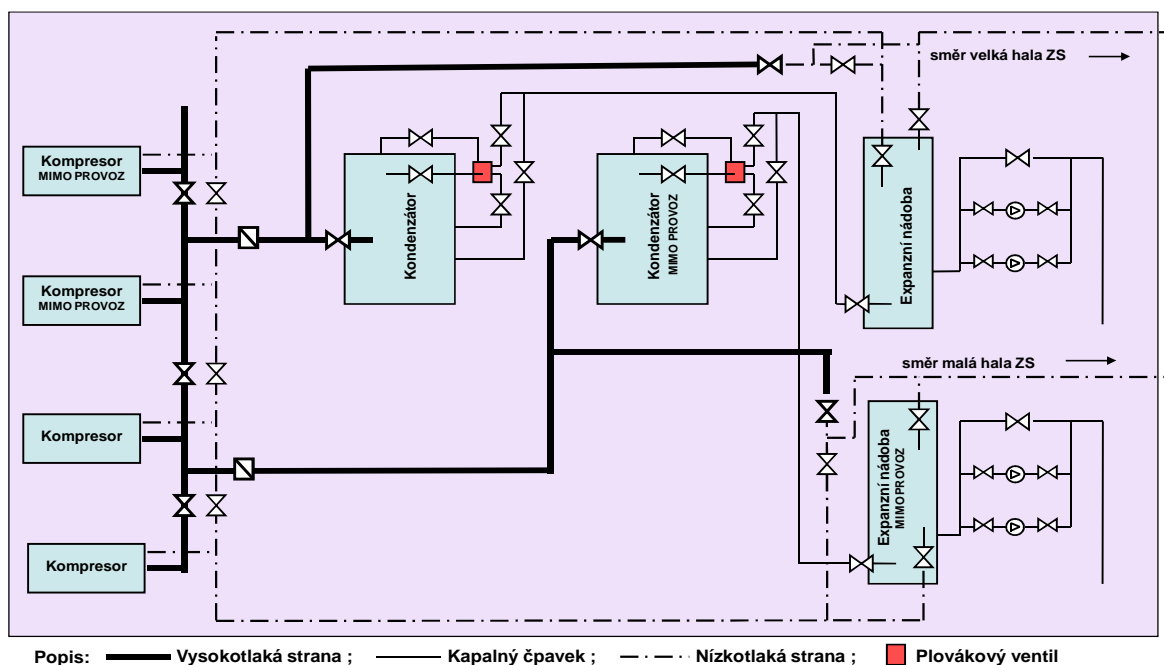 směr velká hala ZS
Kompresor
MIMO PROVOZ
Kondenzátor
Kondenzátor
MIMO PROVOZ
Expanzní nádoba
Kompresor
MIMO PROVOZ
směr malá hala ZS
Kompresor
Expanzní nádoba
MIMO PROVOZ
Kompresor
Popis: Vysokotlaká strana ; Kapalný čpavek ; Nízkotlaká strana ; Plovákový ventil